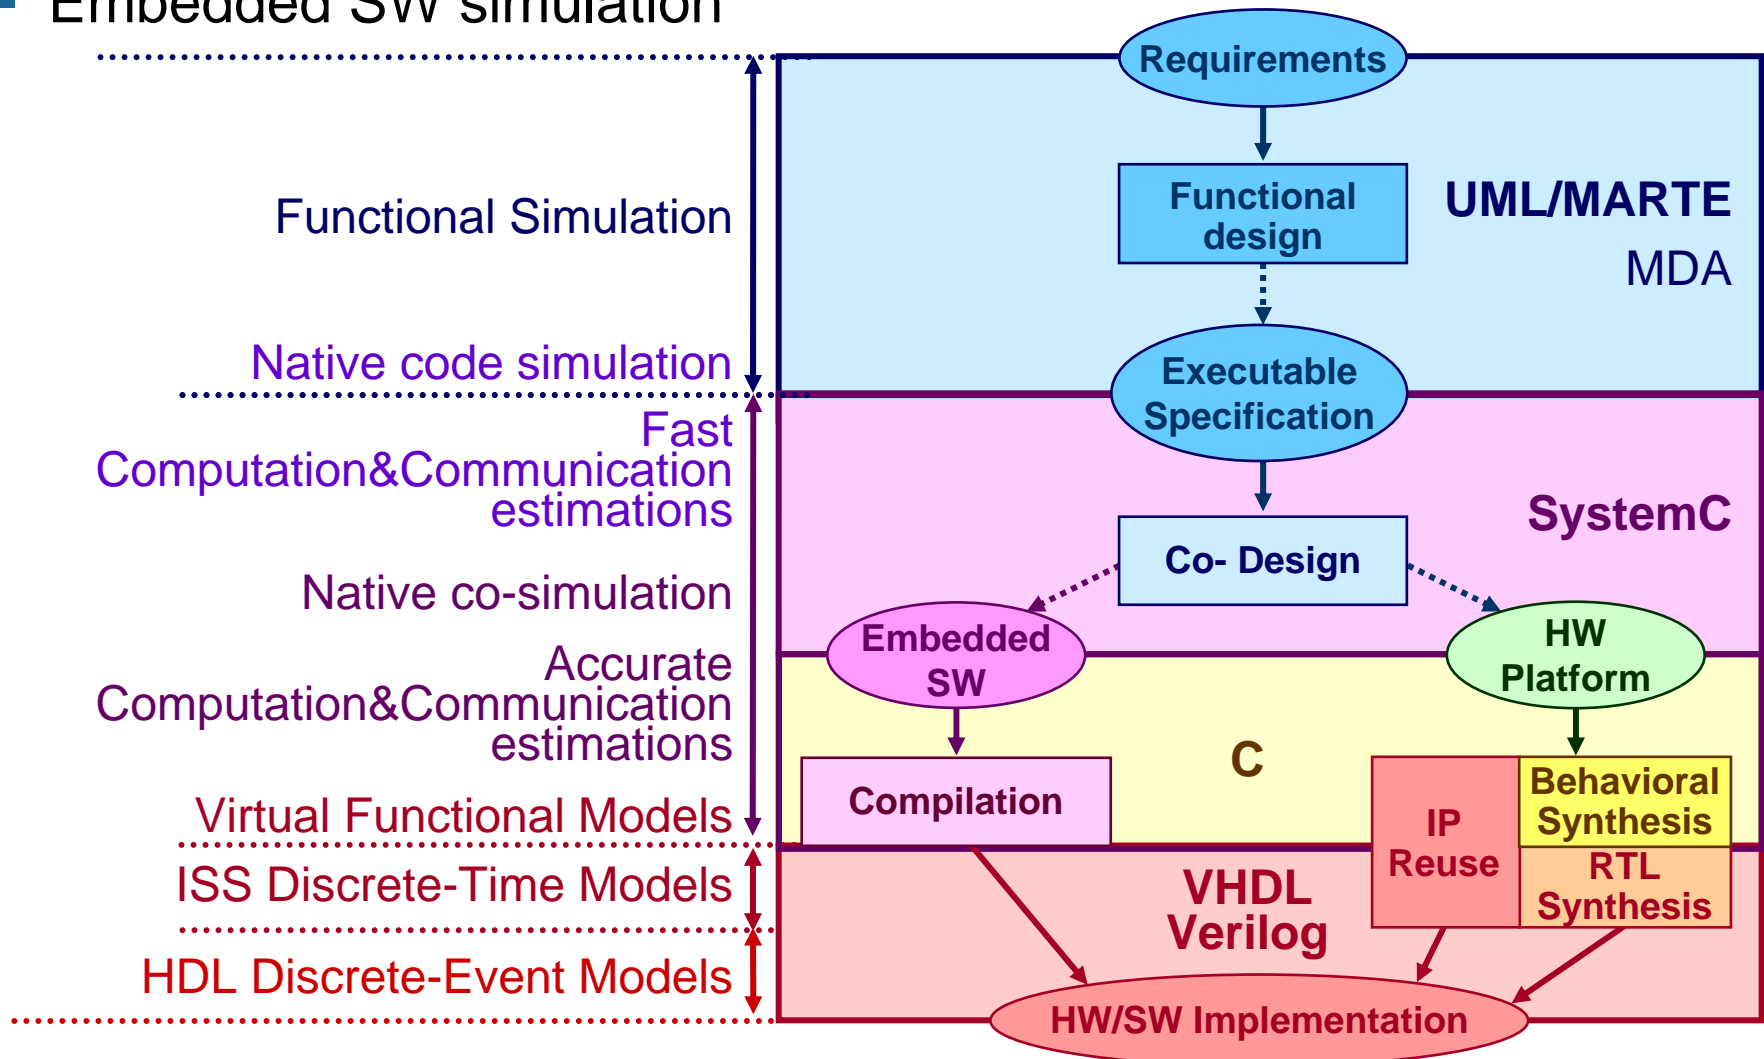 Embedded SW simulation
Requirements
Functional
design
UML/MARTE
MDA
Functional Simulation
Native code simulation
Executable
Specification
Fast
Computation&Communication
estimations
SystemC
Co- Design
Native co-simulation
Embedded
SW
HW
Platform
Accurate
Computation&Communication
estimations
C
Compilation
IP
Reuse
Behavioral
Synthesis
RTL
Synthesis
Virtual Functional Models
ISS Discrete-Time Models
VHDL
Verilog
HDL Discrete-Event Models
HW/SW Implementation